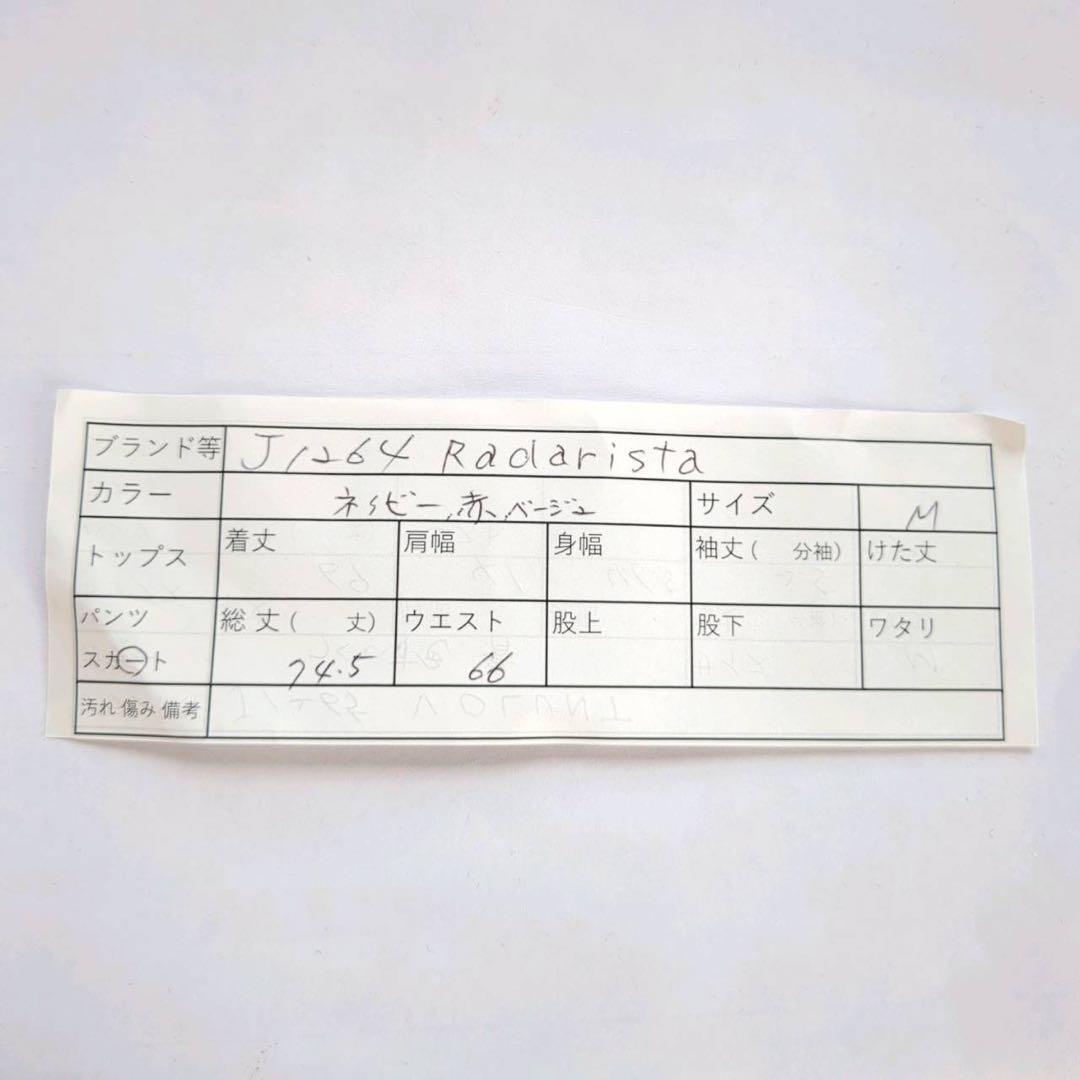 ブランド等 J1264 Radarista
カラー ネイビー,赤,ベージュ サイズ M
トップス 着丈 肩幅 身幅 袖丈( 分袖) けた丈
パンツ 総丈( 丈) ウエスト 股上 股下 ワタリ
スカート 74.5 66
汚れ 傷み 備考